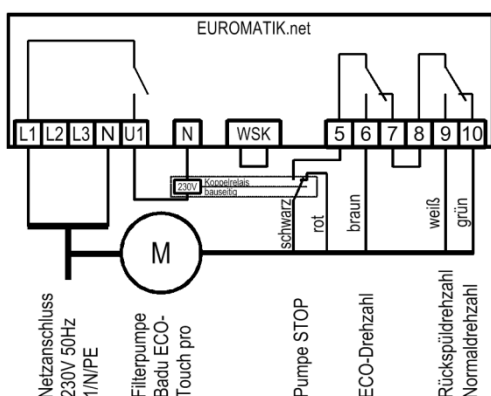 EUROMATIK.net
L1 L2 L3 N U1 N WSK 5 6 7 8 9 10
230V Koppelrelais
bauseitig
schwarz
rot
braun
weiß
grün
M
Netzanschluss
230V 50Hz
1/N/PE
Filterpumpe
Badu ECO-
Touch pro
Pumpe STOP
ECO-Drehzahl
Rückspüldrehzahl
Normaldrehzahl